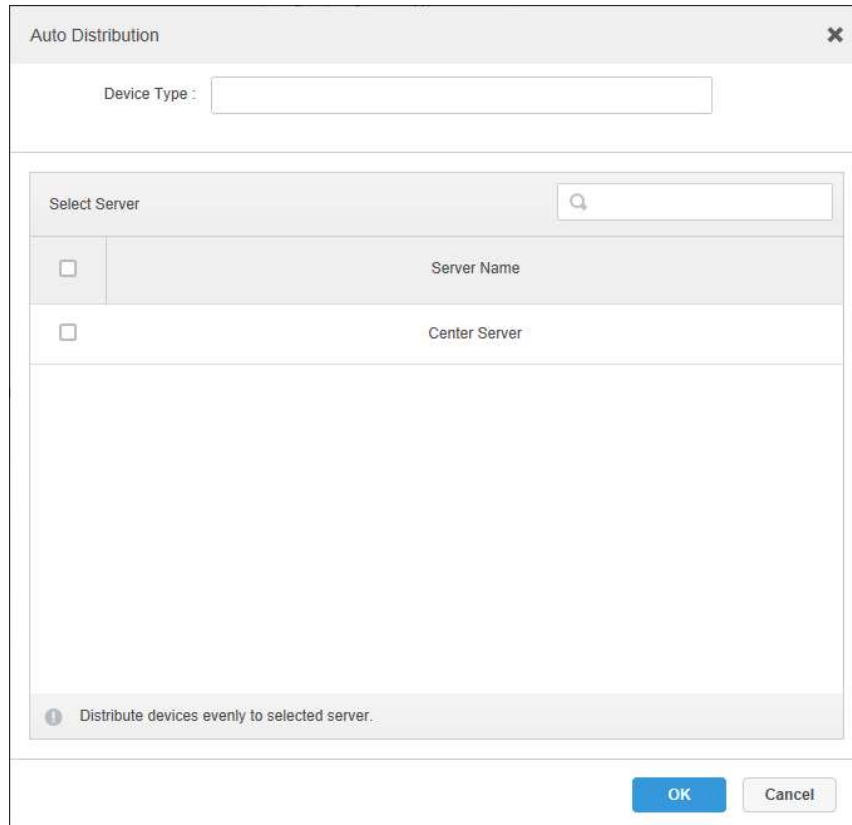 Auto Distribution
Device Type :
Select Server
Server Name
Center Server
Distribute devices evenly to selected server.
OK
Cancel